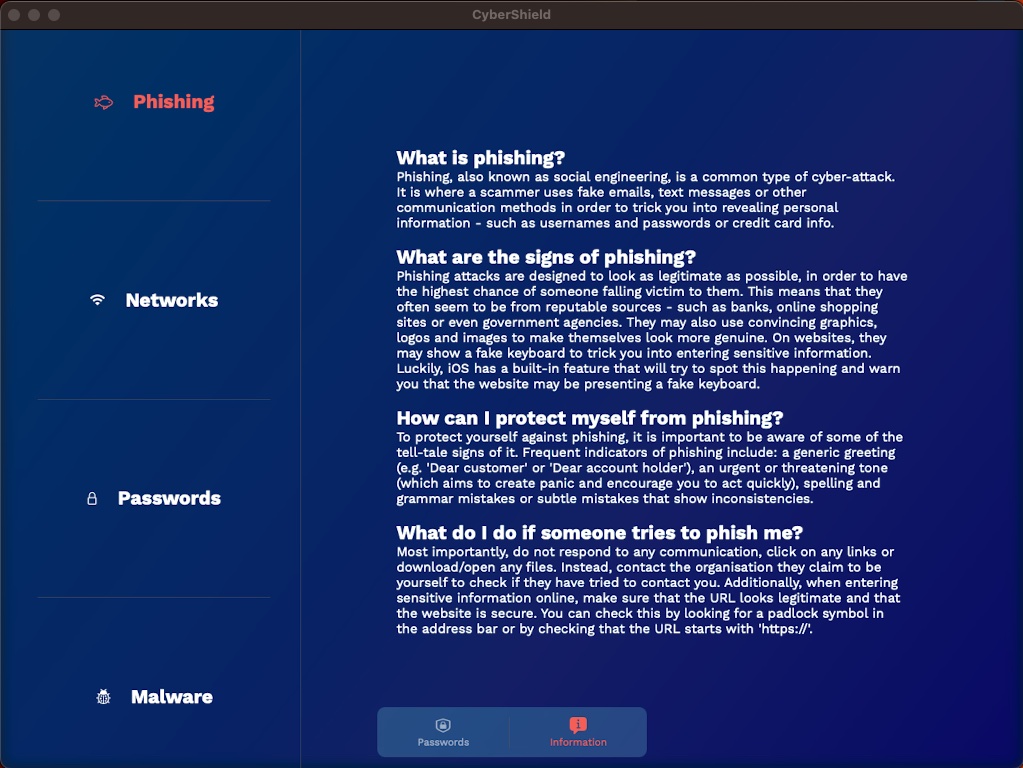 CyberShield
Phishing
Networks
Passwords
Malware
What is phishing?
Phishing, also known as social engineering, is a common type of cyber-attack.
It is where a scammer uses fake emails, text messages or other
communication methods in order to trick you into revealing personal
information - such as usernames and passwords or credit card info.
What are the signs of phishing?
Phishing attacks are designed to look as legitimate as possible, in order to have
the highest chance of someone falling victim to them. This means that they
often seem to be from reputable sources - such as banks, online shopping
sites or even government agencies. They may also use convincing graphics,
logos and images to make themselves look more genuine. On websites, they
may show a fake keyboard to trick you into entering sensitive information.
Luckily, iOS has a built-in feature that will try to spot this happening and warn
you that the website may be presenting a fake keyboard.
How can I protect myself from phishing?
To protect yourself against phishing, it is important to be aware of some of the
tell-tale signs of it. Frequent indicators of phishing include: a generic greeting
(e.g. 'Dear customer' or 'Dear account holder'), an urgent or threatening tone
(which aims to create panic and encourage you to act quickly), spelling and
grammar mistakes or subtle mistakes that show inconsistencies.
What do I do if someone tries to phish me?
Most importantly, do not respond to any communication, click on any links or
download/open any files. Instead, contact the organisation they claim to be
yourself to check if they have tried to contact you. Additionally, when entering
sensitive information online, make sure that the URL looks legitimate and that
the website is secure. You can check this by looking for a padlock symbol in
the address bar or by checking that the URL starts with 'https://'.
Passwords
Information